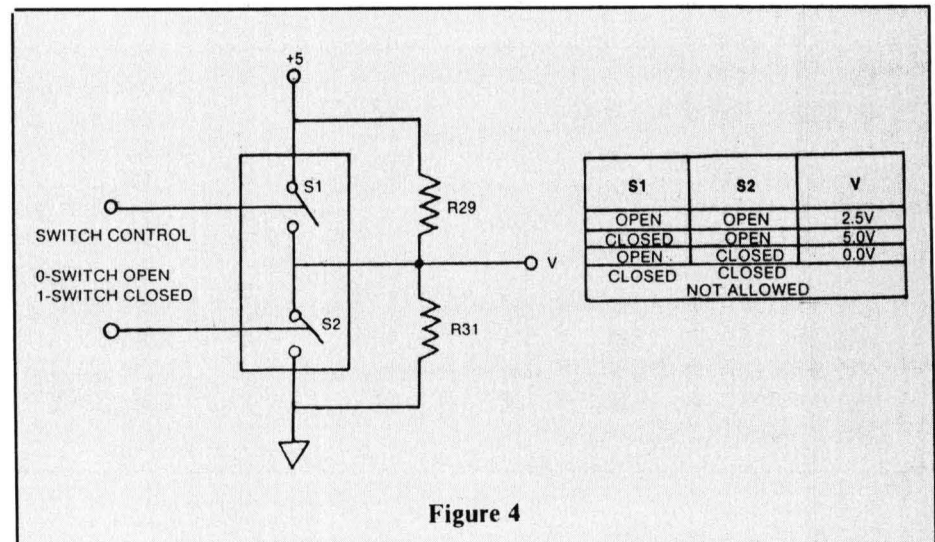 +5
S1
R29
SWITCH CONTROL
V
0-SWITCH OPEN
1-SWITCH CLOSED
S2
R31
S1 S2 V
OPEN OPEN 2.5V
CLOSED OPEN 5.0V
OPEN CLOSED 0.0V
CLOSED CLOSED
NOT ALLOWED
Figure 4